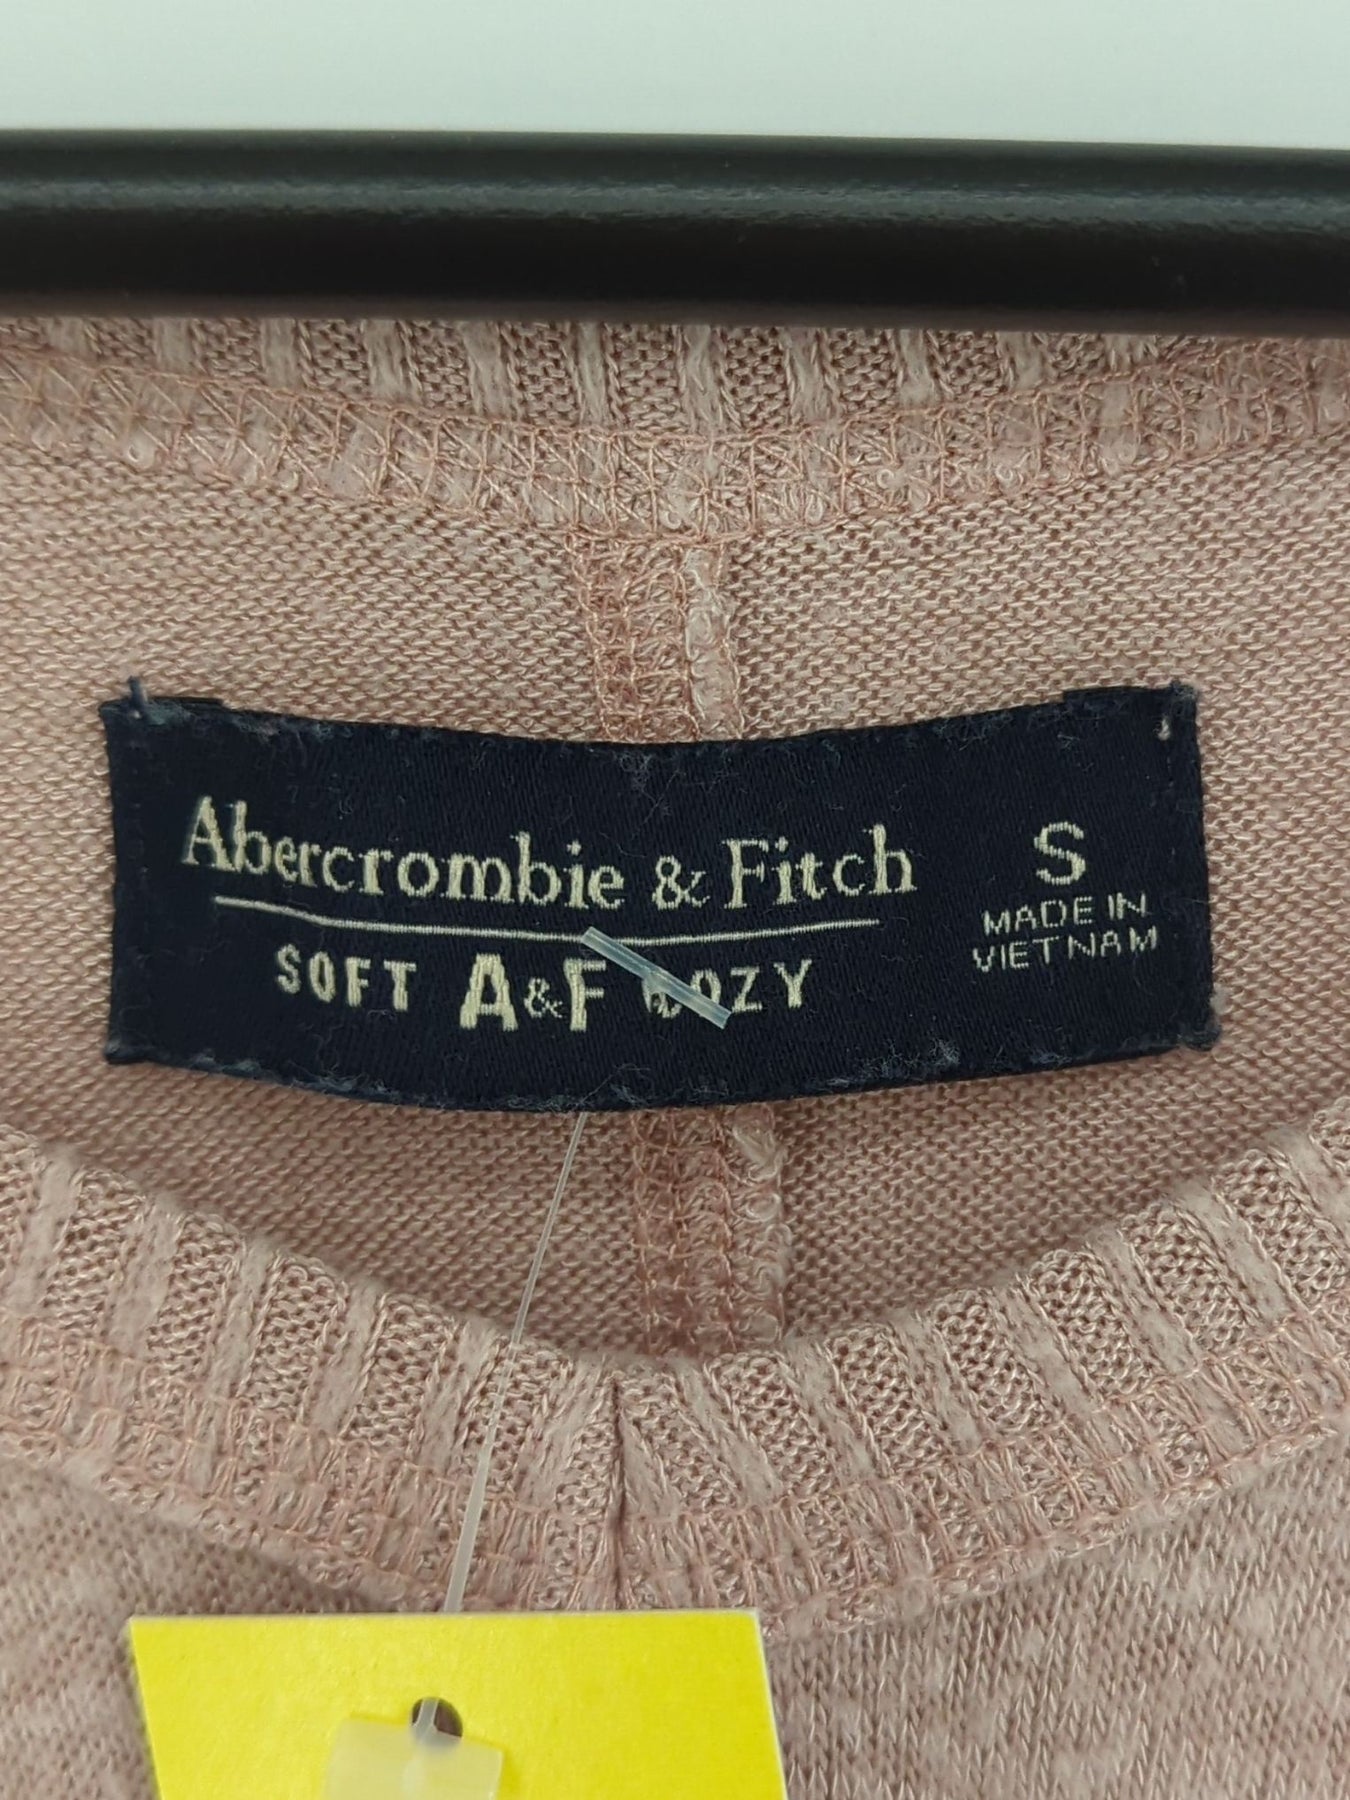 Abercrombie & Fitch
SOFT A&F COZY
S
MADE IN
VIETNAM